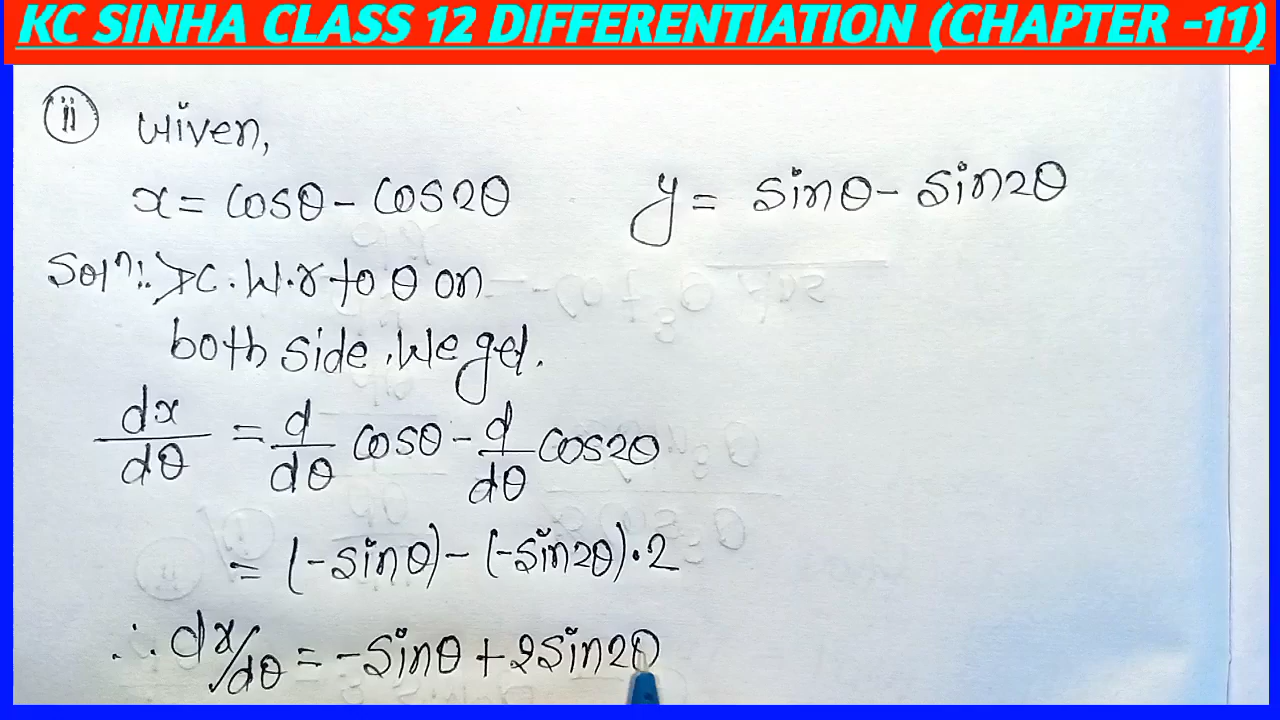 KC SINHA CLASS 12 DIFFERENTIATION (CHAPTER -11)
ii Given,
x = cosθ - cos2θ y = sinθ - sin2θ
Solⁿ: D.W.r to θ on
both side, We get.
dx/dθ = d/dθ cosθ - d/dθ cos2θ
= (-sinθ) - (-sin2θ)·2
∴ dx/dθ = -sinθ + 2sin2θ